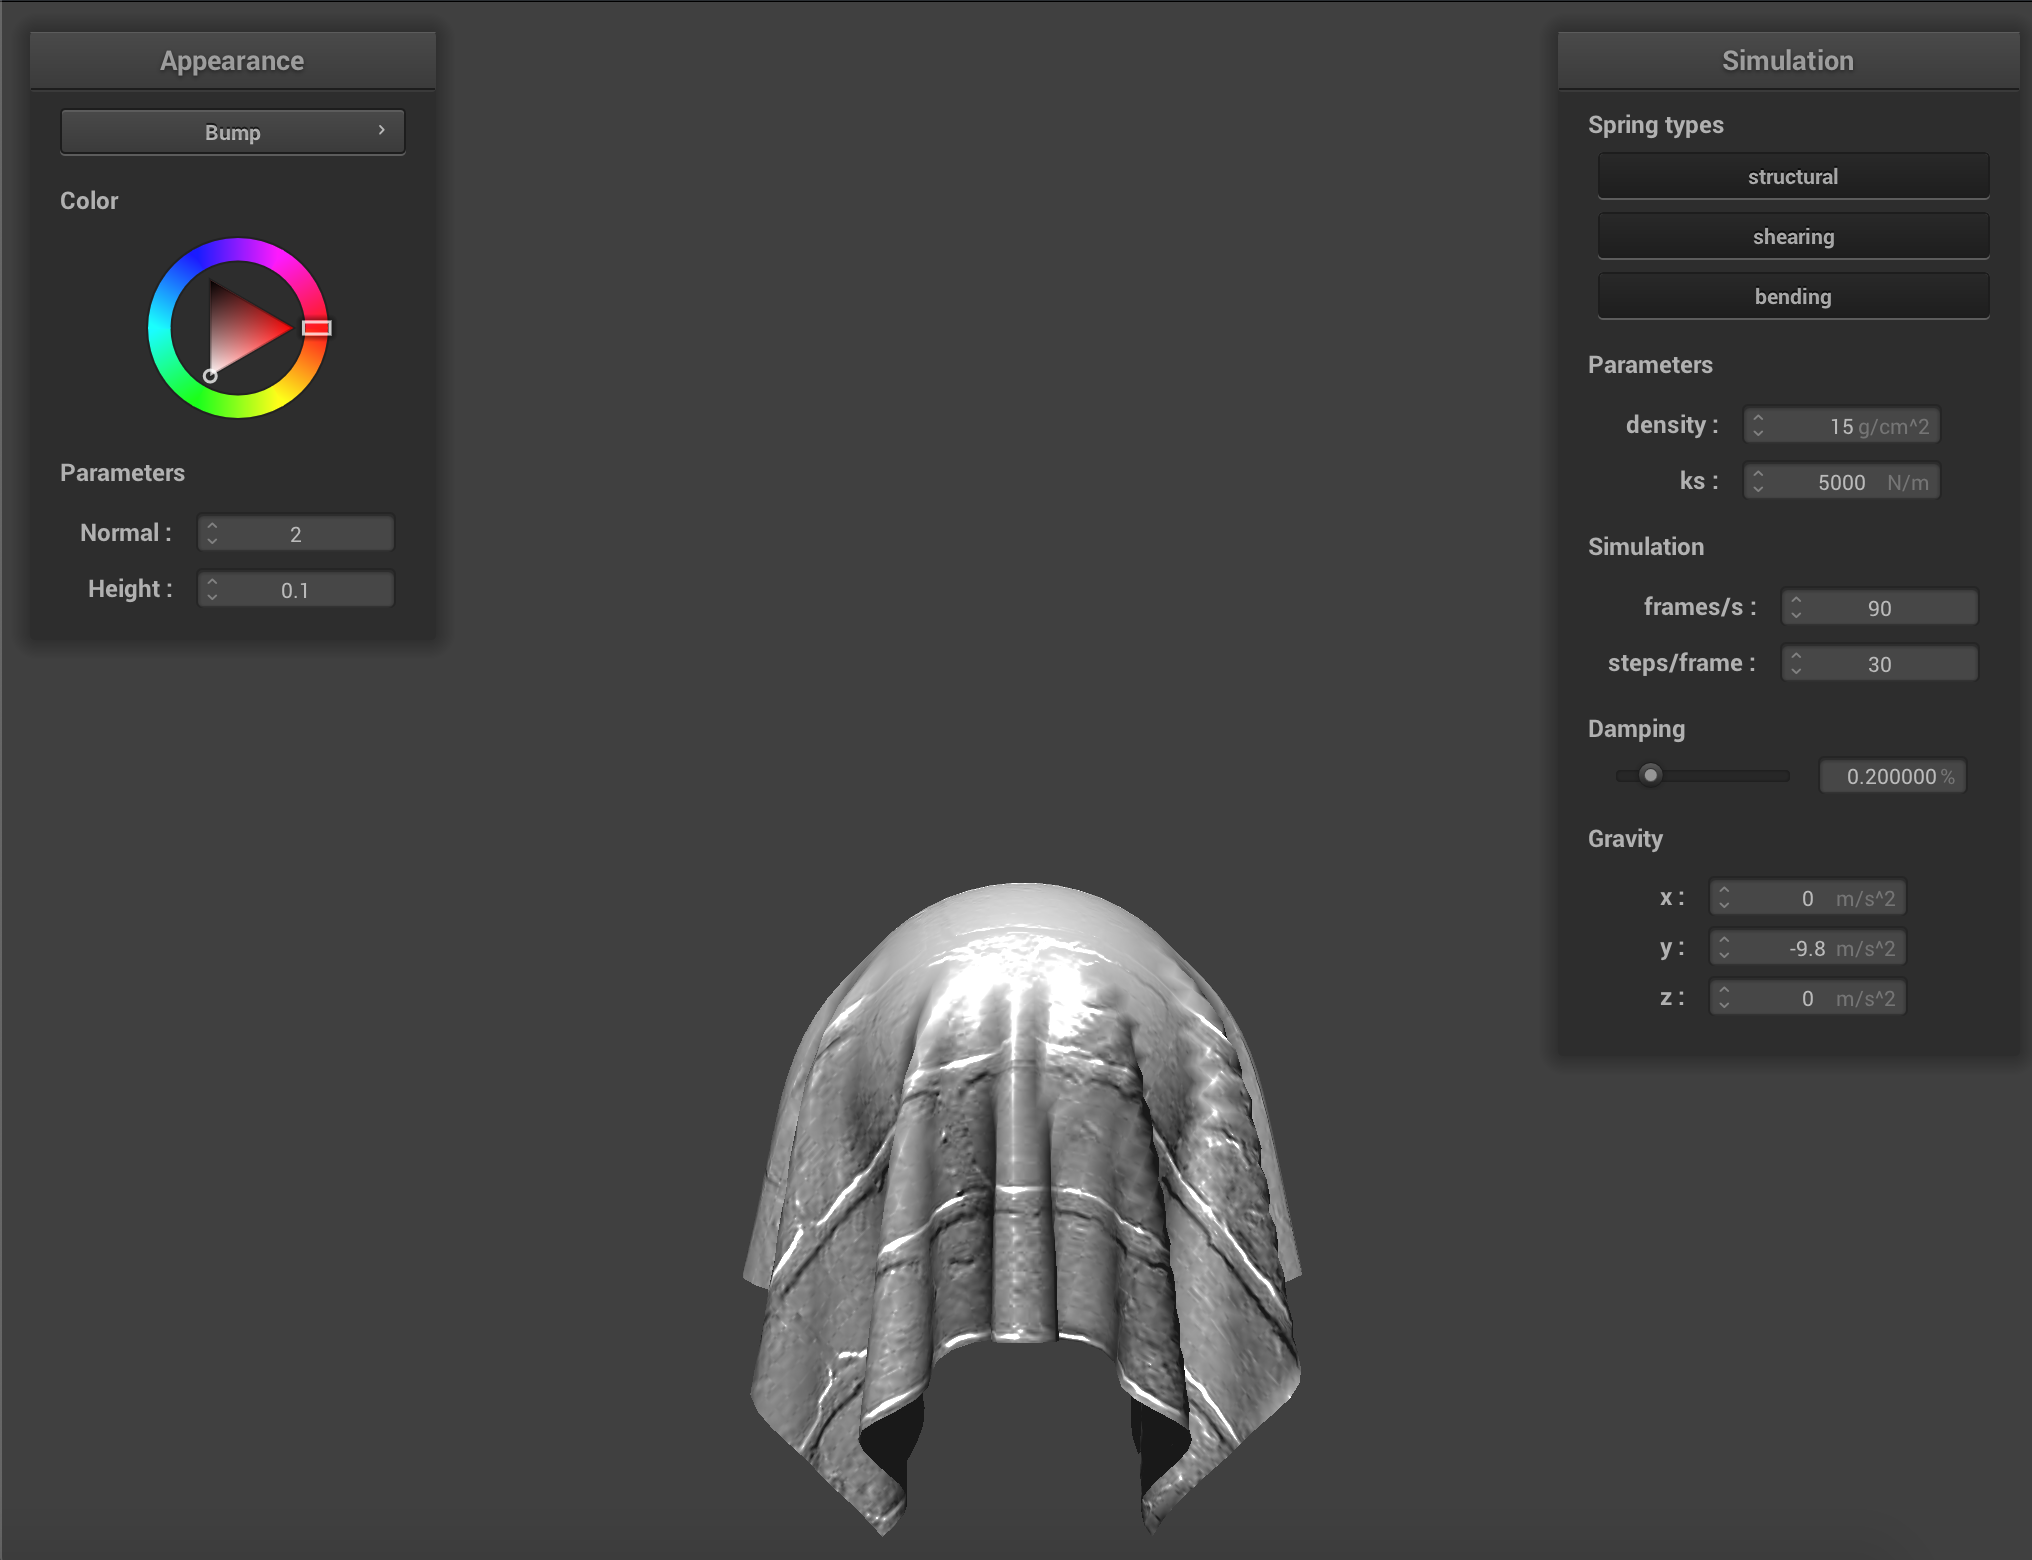 Appearance
Bump
Color
Parameters
Normal : 2
Height : 0.1
Simulation
Spring types
structural
shearing
bending
Parameters
density : 15 g/cm^2
ks : 5000 N/m
Simulation
frames/s : 90
steps/frame : 30
Damping
0.200000 %
Gravity
x : 0 m/s^2
y : -9.8 m/s^2
z : 0 m/s^2